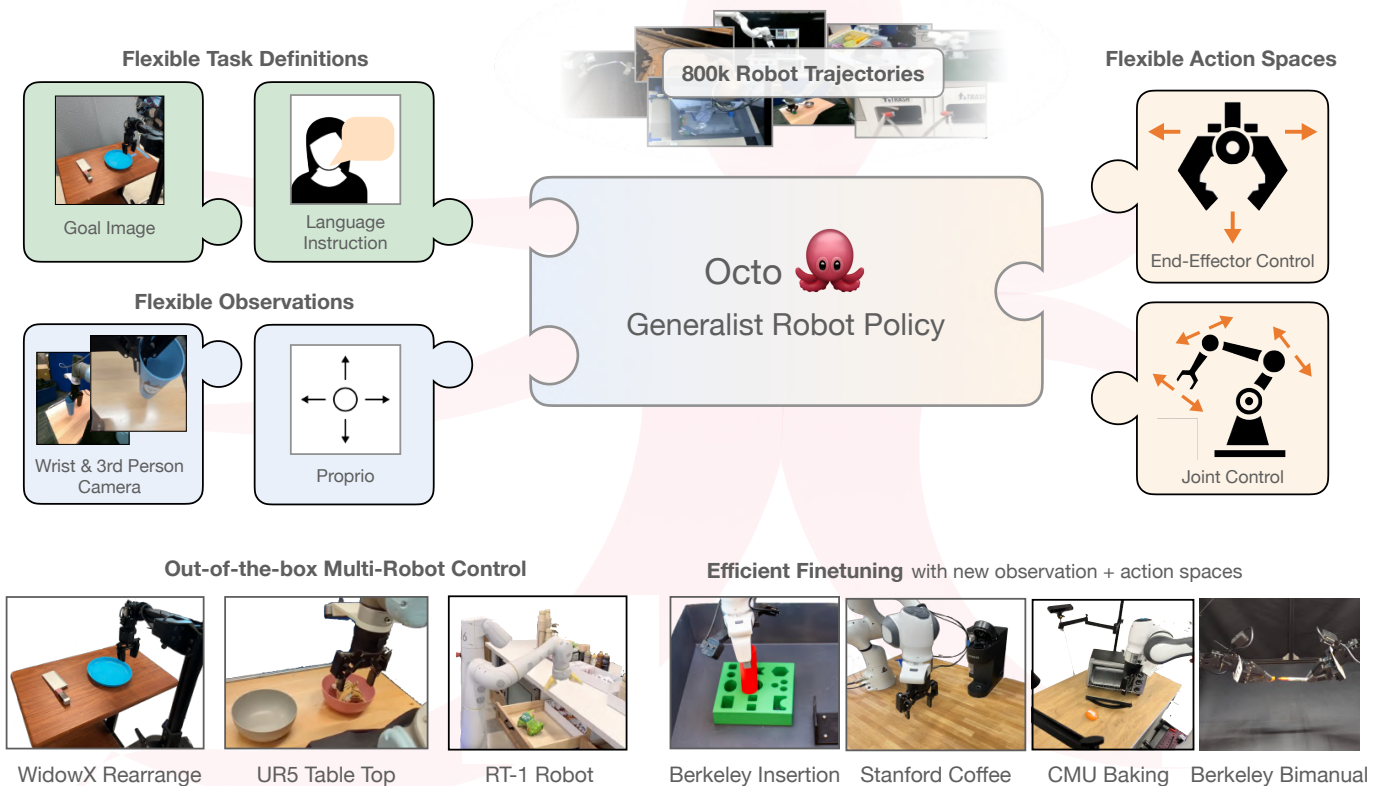 Flexible Task Definitions
Goal Image
Language
Instruction
Flexible Observations
Wrist & 3rd Person
Camera
Proprio
800k Robot Trajectories
TRASH
TRASH
Octo
Generalist Robot Policy
Flexible Action Spaces
End-Effector Control
Joint Control
Out-of-the-box Multi-Robot Control
WidowX Rearrange
UR5 Table Top
RT-1 Robot
Efficient Finetuning with new observation + action spaces
Berkeley Insertion
Stanford Coffee
CMU Baking
Berkeley Bimanual